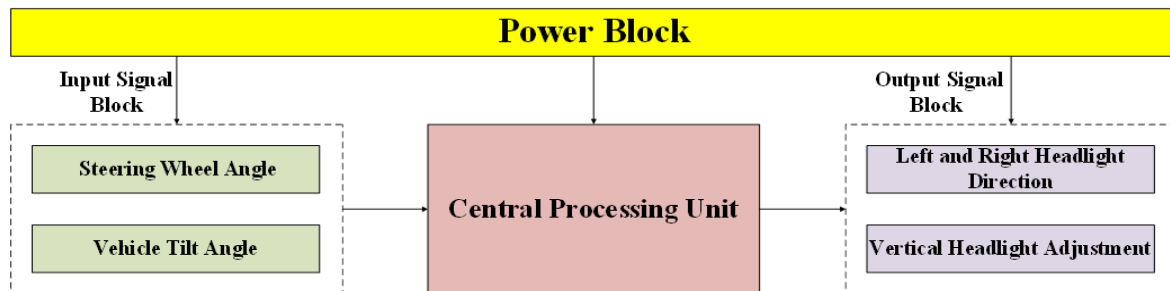 Power Block
Input Signal
Block
Output Signal
Block
Steering Wheel Angle
Vehicle Tilt Angle
Central Processing Unit
Left and Right Headlight
Direction
Vertical Headlight Adjustment